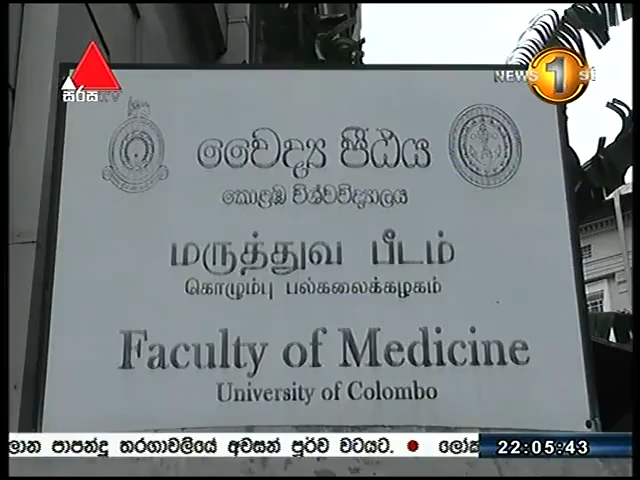 සිරස TV
NEWS 1st
වෛද්‍ය පීඨය
කොළඹ විශ්වවිද්‍යාලය
மருத்துவ பீடம்
கொழும்பு பல்கலைக்கழகம்
Faculty of Medicine
University of Colombo
ලාන පාපන්දු තරගාවලියේ අවසන් පූර්ව වටයට. ● ලෝක
22:05:43